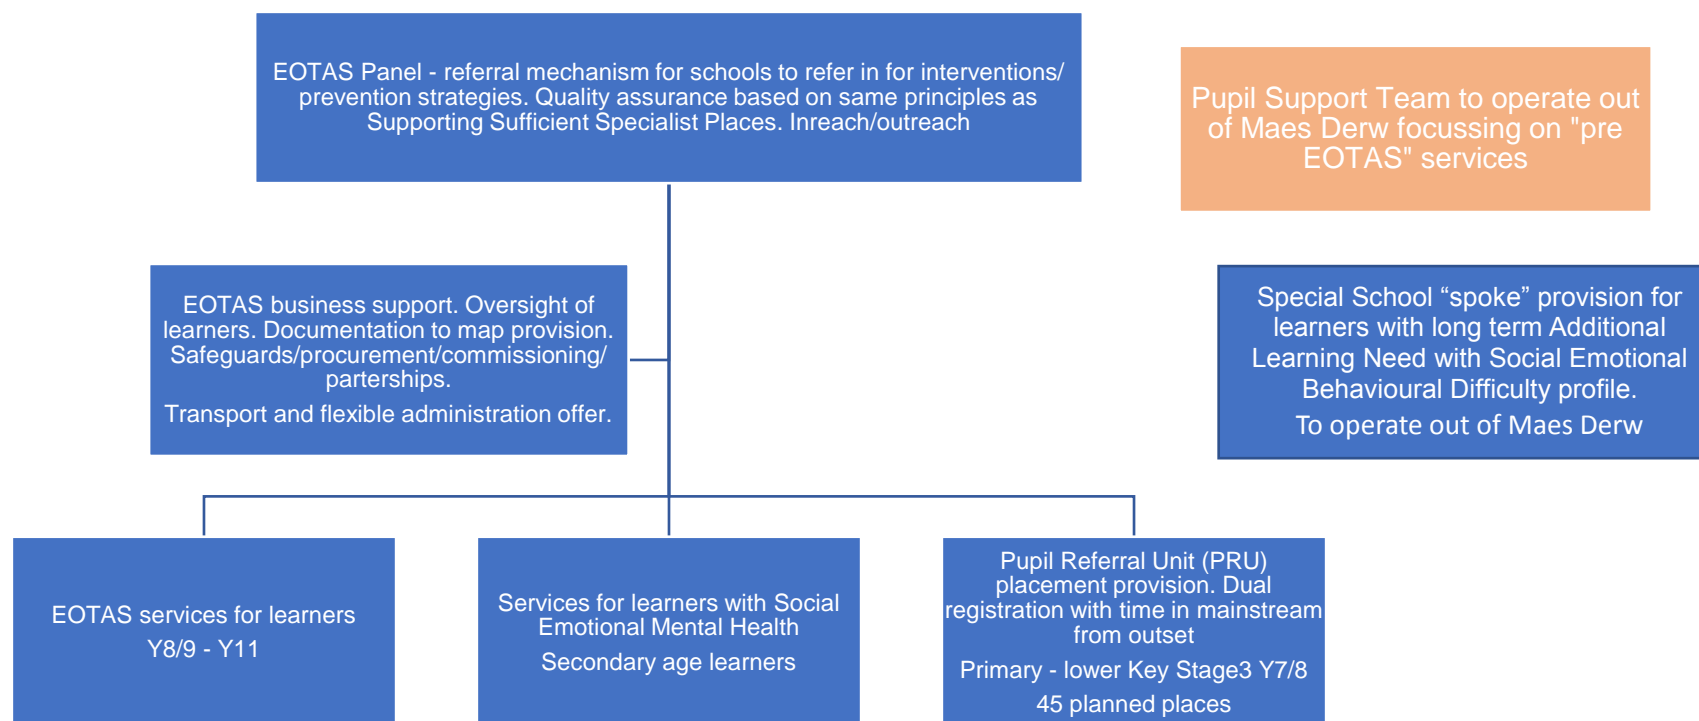 EOTAS Panel - referral mechanism for schools to refer in for interventions/
prevention strategies. Quality assurance based on same principles as
Supporting Sufficient Specialist Places. Inreach/outreach
Pupil Support Team to operate out
of Maes Derw focussing on "pre
EOTAS" services
EOTAS business support. Oversight of
learners. Documentation to map provision.
Safeguards/procurement/commissioning/
parterships.
Transport and flexible administration offer.
Special School “spoke” provision for
learners with long term Additional
Learning Need with Social Emotional
Behavioural Difficulty profile.
To operate out of Maes Derw
EOTAS services for learners
Y8/9 - Y11
Services for learners with Social
Emotional Mental Health
Secondary age learners
Pupil Referral Unit (PRU)
placement provision. Dual
registration with time in mainstream
from outset
Primary - lower Key Stage3 Y7/8
45 planned places